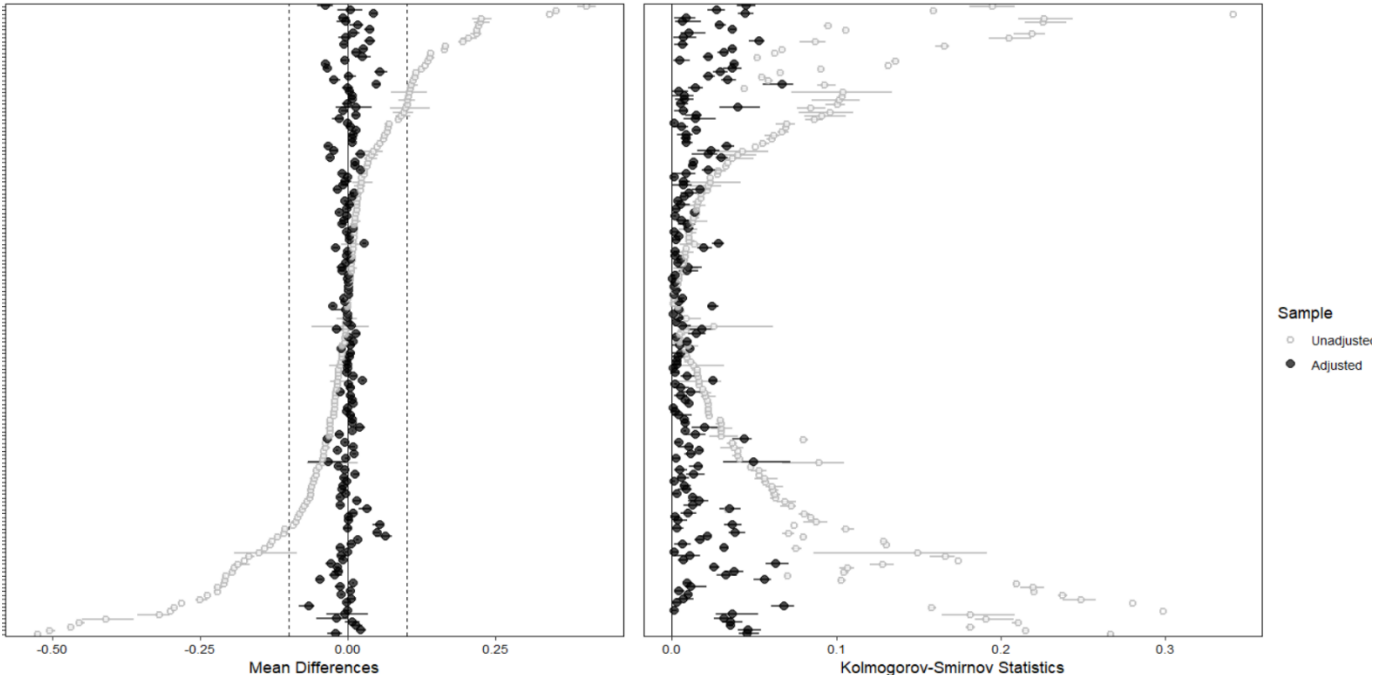 Sample
Unadjusted
Adjusted
-0.50 -0.25 0.00 0.25
0.0 0.1 0.2 0.3
Mean Differences
Kolmogorov-Smirnov Statistics